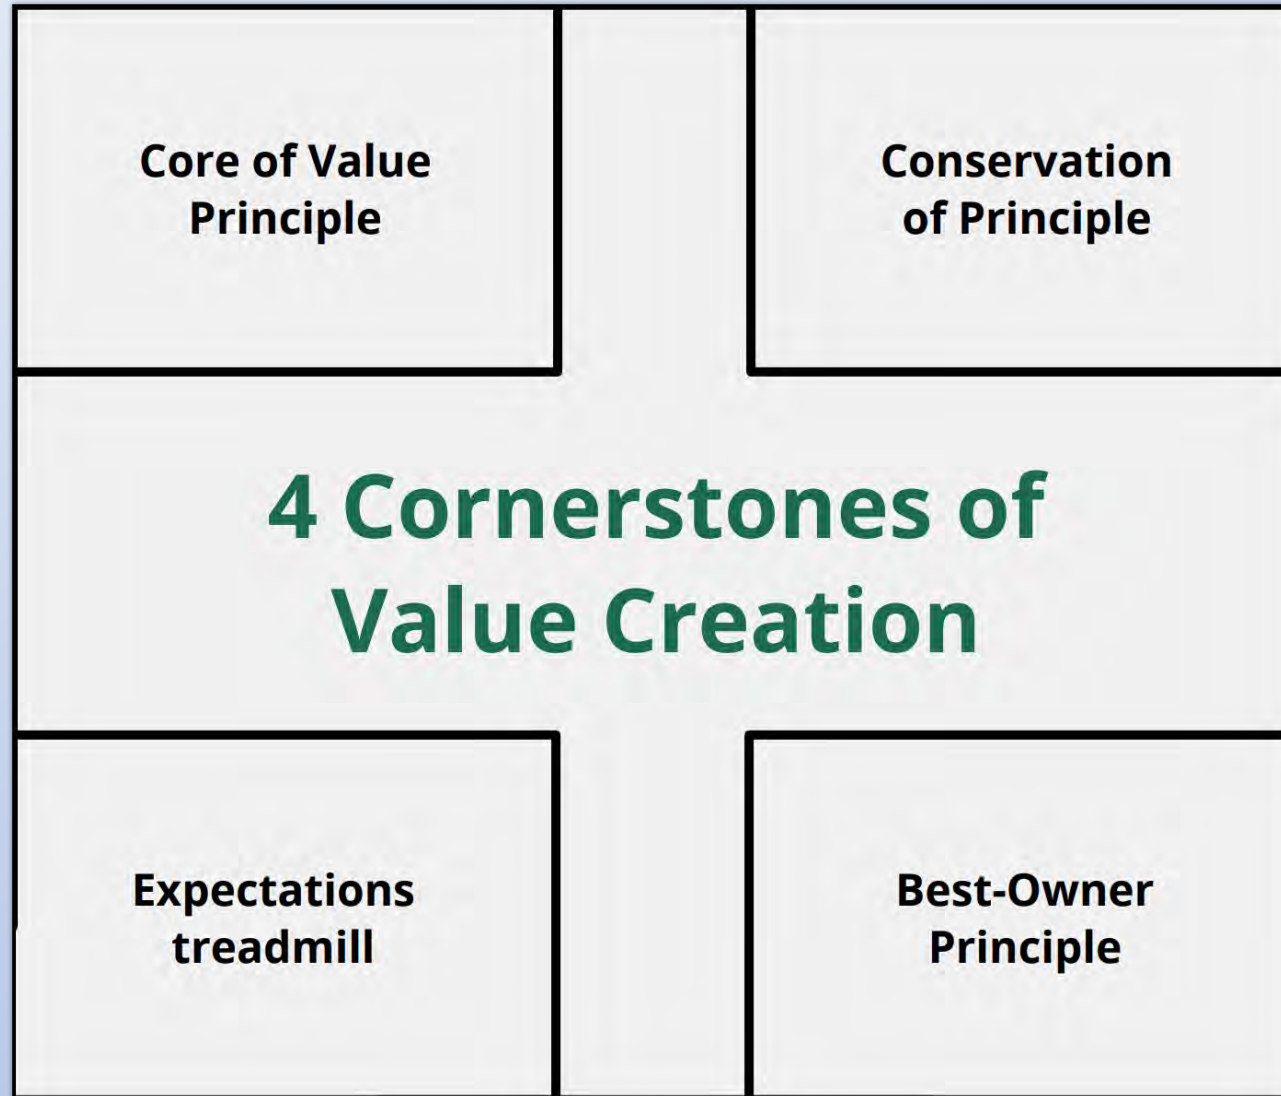 Core of Value
Principle
Conservation
of Principle
4 Cornerstones of
Value Creation
Expectations
treadmill
Best-Owner
Principle